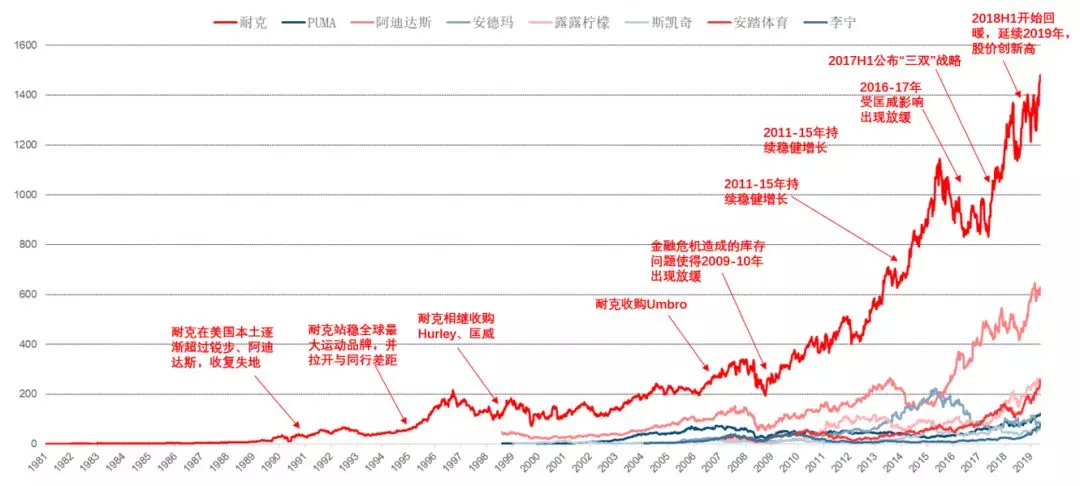 耐克 PUMA 阿迪达斯 安德玛 露露柠檬 斯凯奇 安踏体育 李宁
2018H1开始回
暖，延续2019年，
股价创新高
2017H1公布“三双”战略
2016-17年
受匡威影响
出现放缓
2011-15年持
续稳健增长
2011-15年持
续稳健增长
金融危机造成的库存
问题使得2009-10年
出现放缓
耐克收购Umbro
耐克相继收购
Hurley、匡威
耐克站稳全球最
大运动品牌，并
拉开与同行差距
耐克在美国本土逐
渐超过锐步、阿迪
达斯，收复失地
1600
1400
1200
1000
800
600
400
200
0
1981 1982 1983 1984 1985 1986 1987 1988 1989 1990 1991 1992 1993 1994 1995 1996 1997 1998 1999 2000 2001 2002 2003 2004 2005 2006 2007 2008 2009 2010 2011 2012 2013 2014 2015 2016 2017 2018 2019